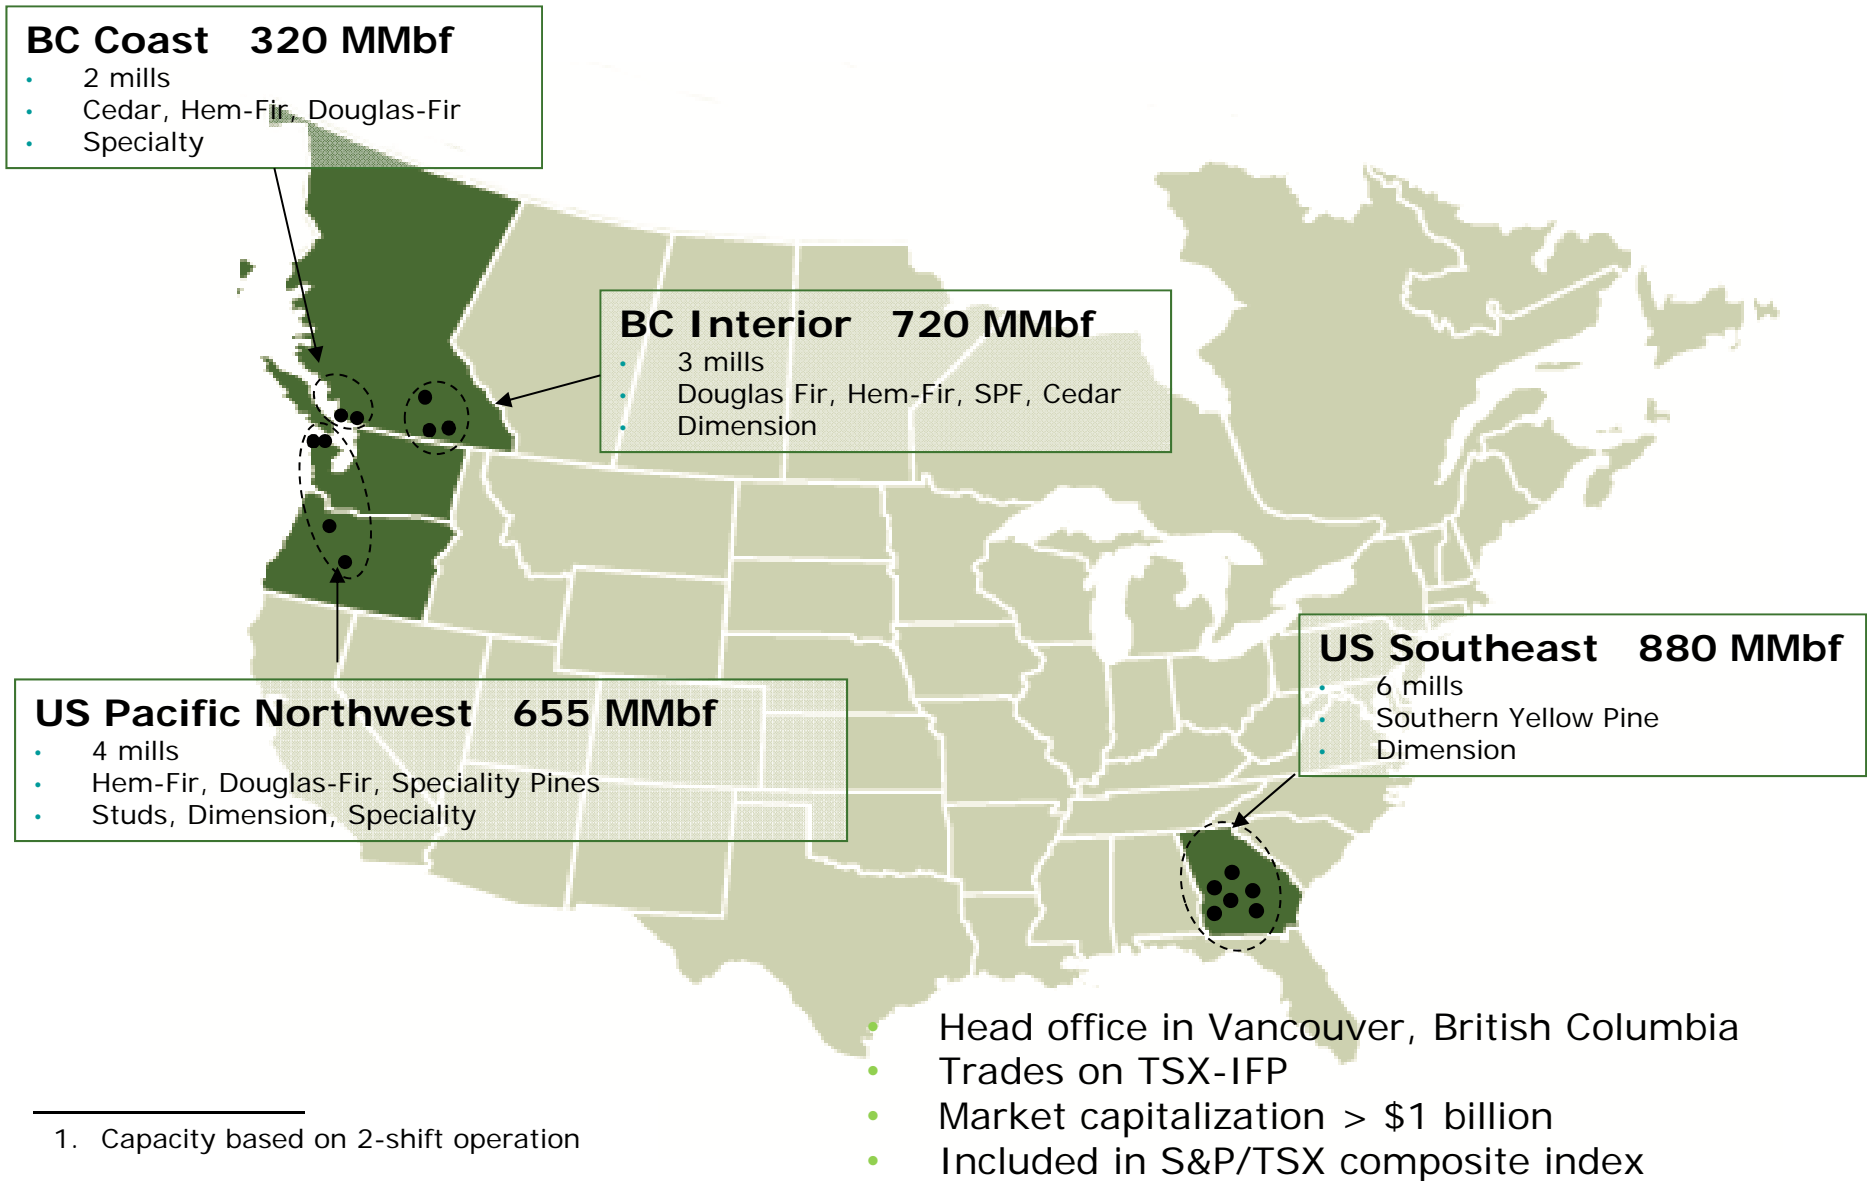 BC Coast 320 MMbf
• 2 mills
• Cedar, Hem-Fir, Douglas-Fir
• Specialty
BC Interior 720 MMbf
• 3 mills
• Douglas Fir, Hem-Fir, SPF, Cedar
• Dimension
US Southeast 880 MMbf
• 6 mills
• Southern Yellow Pine
• Dimension
US Pacific Northwest 655 MMbf
• 4 mills
• Hem-Fir, Douglas-Fir, Speciality Pines
• Studs, Dimension, Speciality
• Head office in Vancouver, British Columbia
• Trades on TSX-IFP
• Market capitalization > $1 billion
• Included in S&P/TSX composite index
1. Capacity based on 2-shift operation